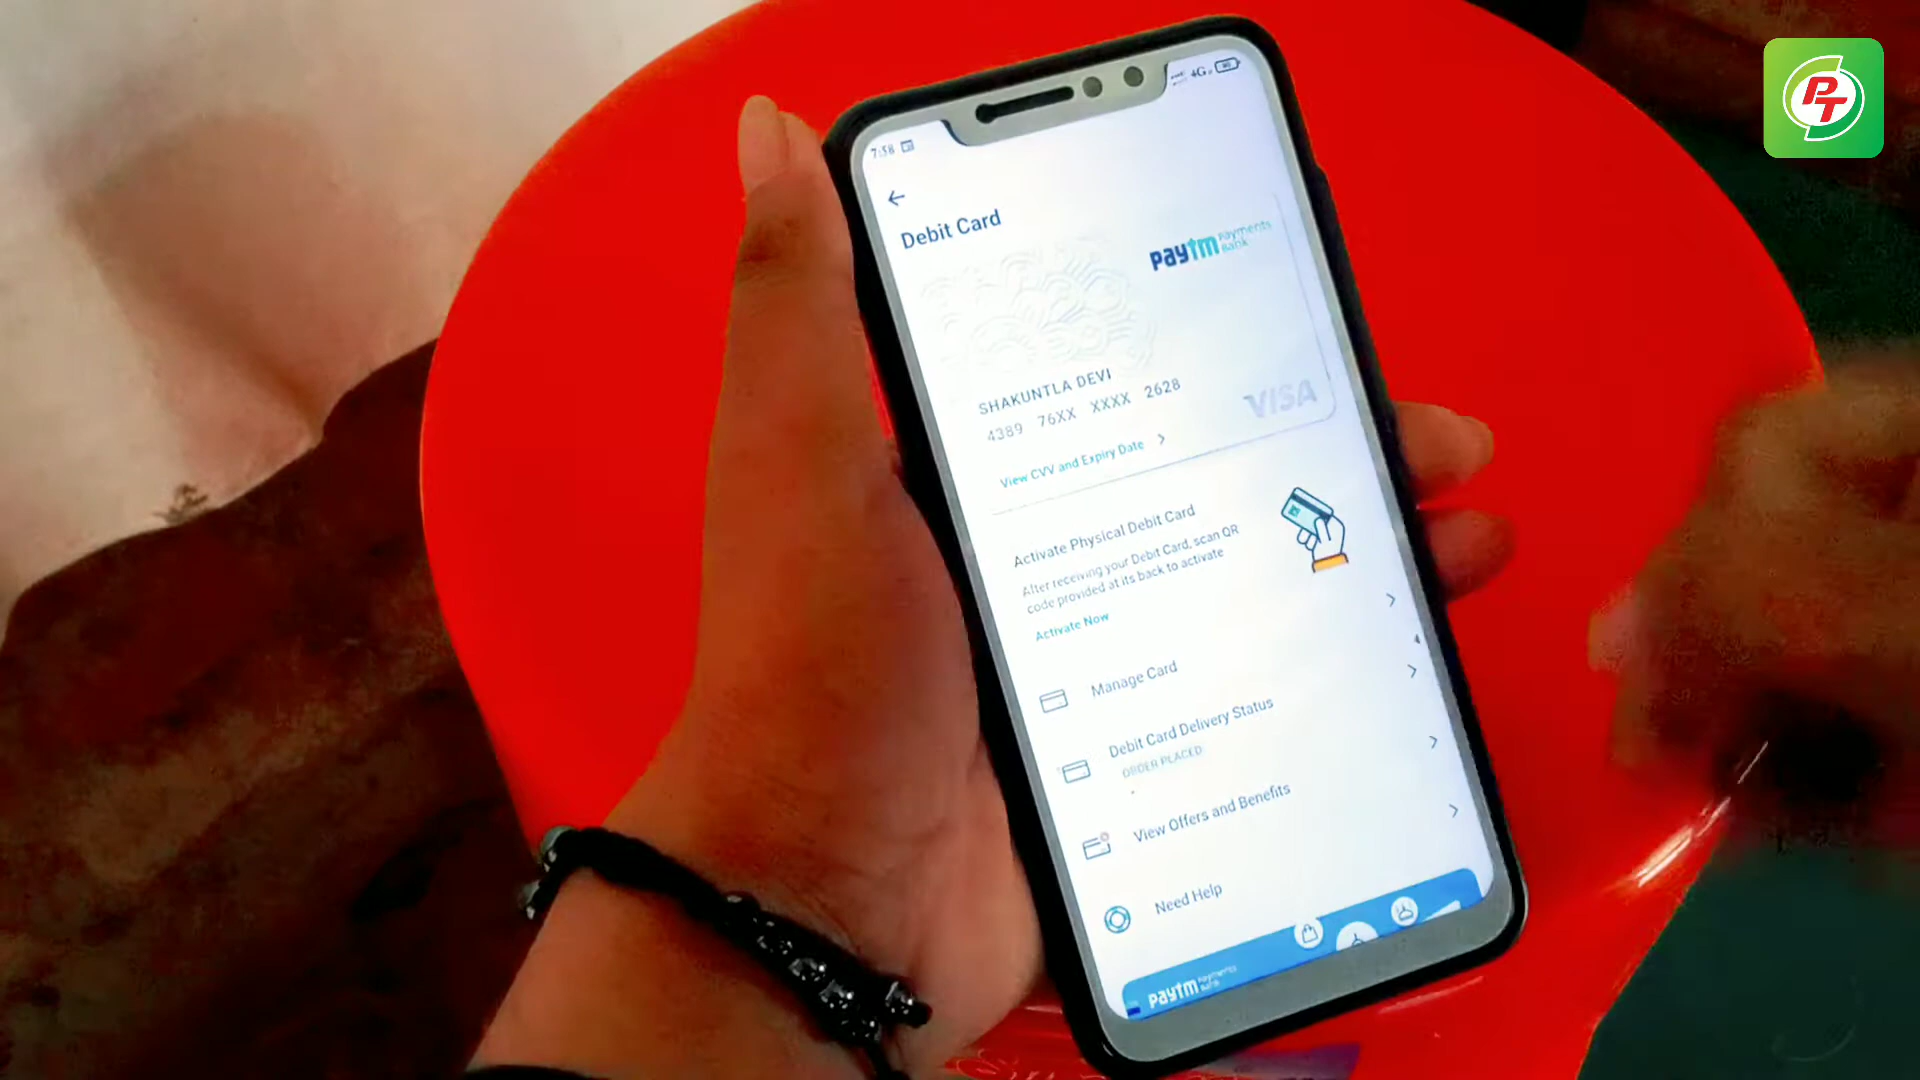 PT
4G
7:58
Debit Card
paytm Payments Bank
SHAKUNTLA DEVI
4389 76XX XXXX 2628
VISA
View CVV and Expiry Date
Activate Physical Debit Card
After receiving your Debit Card, scan QR
code provided at its back to activate
Activate Now
Manage Card
Debit Card Delivery Status
ORDER PLACED
View Offers and Benefits
Need Help
paytm Payments Bank